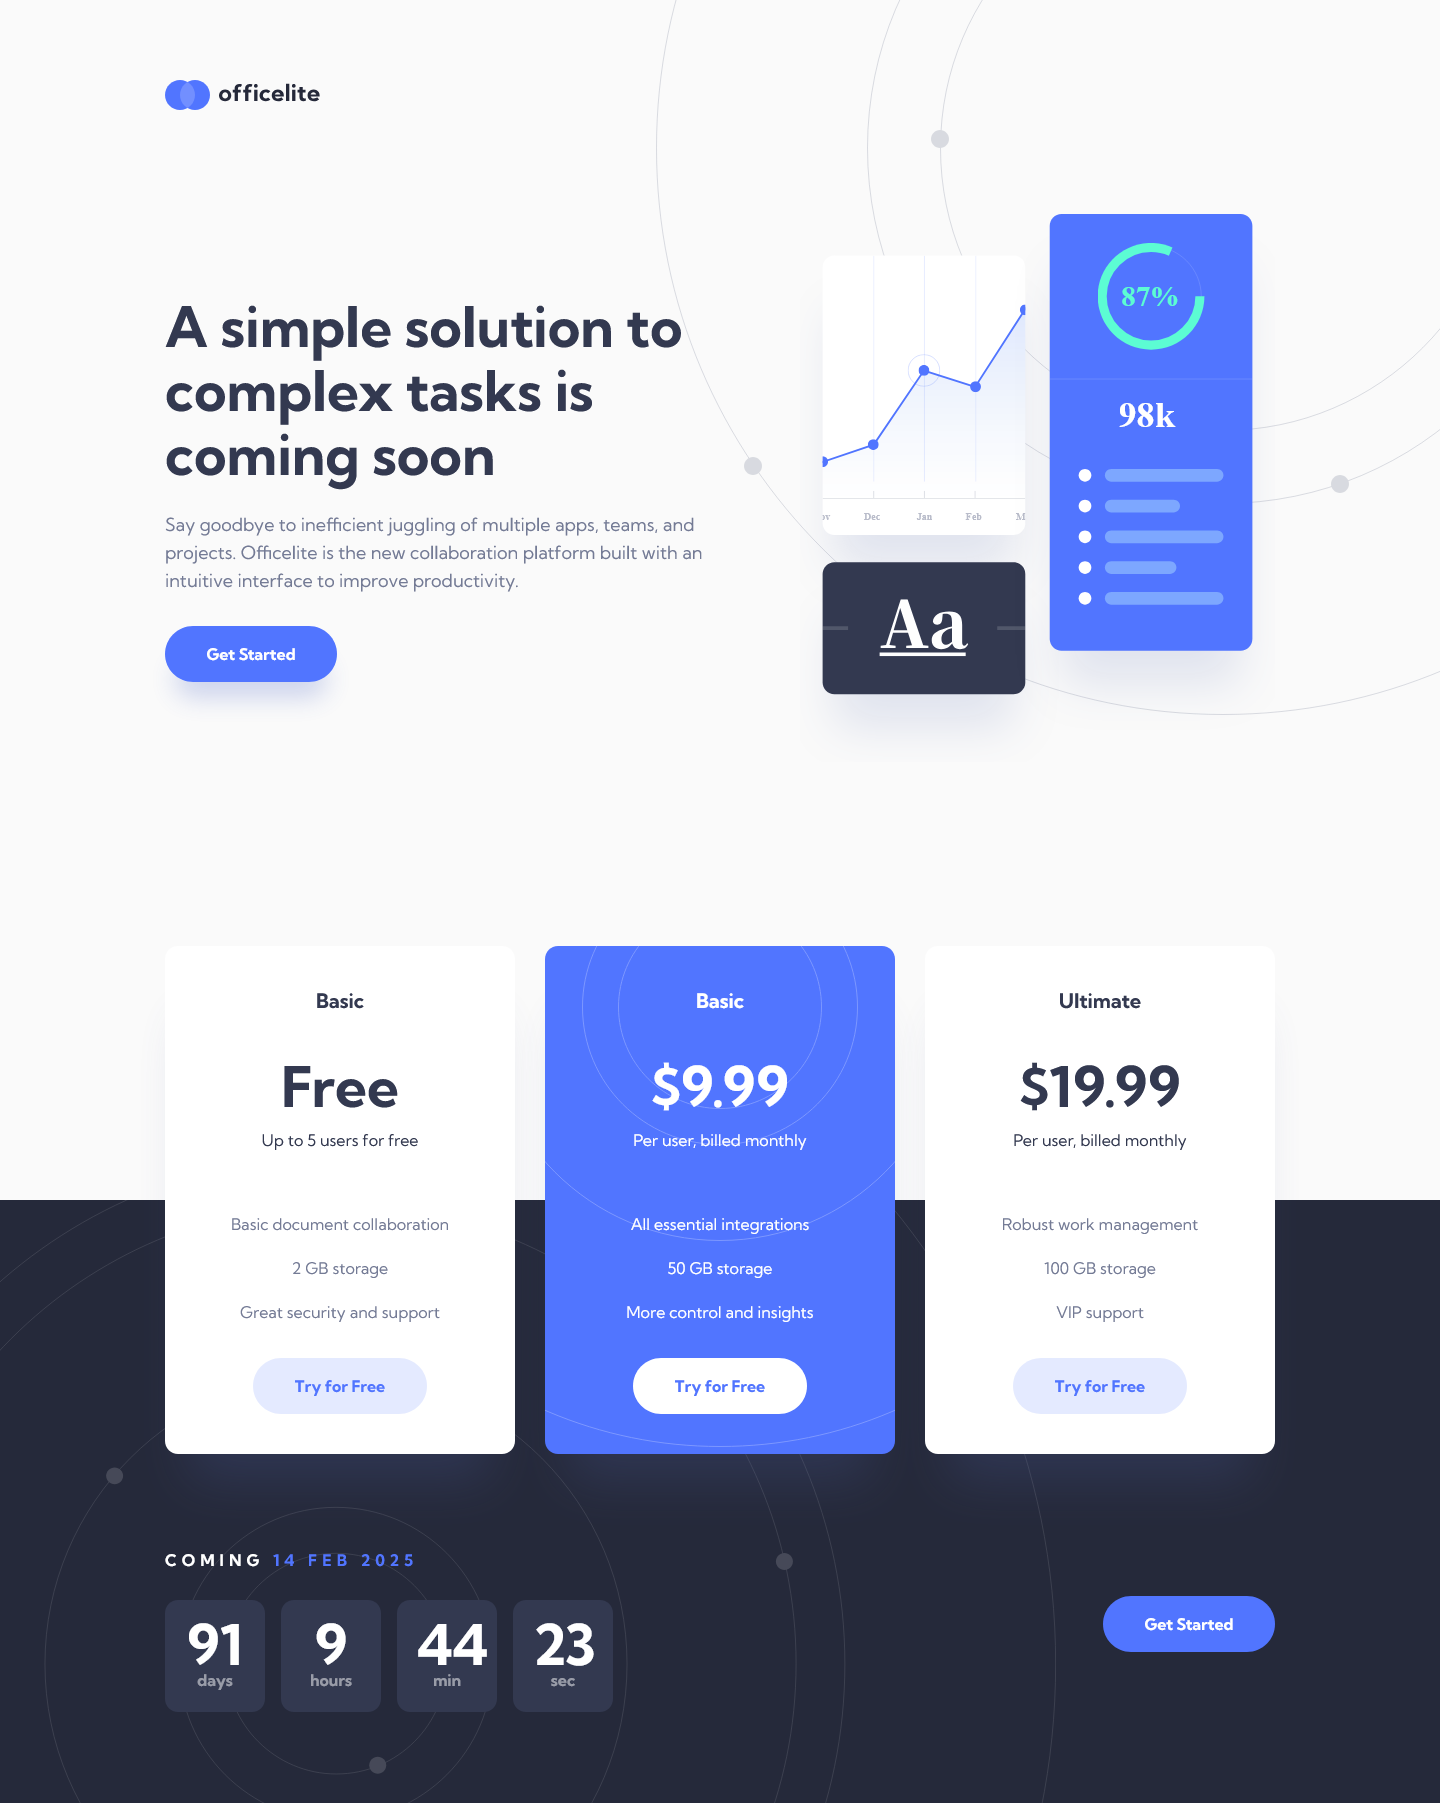 officelite
A simple solution to
complex tasks is
coming soon
Say goodbye to inefficient juggling of multiple apps, teams, and
projects. Officelite is the new collaboration platform built with an
intuitive interface to improve productivity.
Get Started
ov Dec Jan Feb M
Aa
87%
98k
Basic
Free
Up to 5 users for free
Basic document collaboration
2 GB storage
Great security and support
Try for Free
Basic
$9.99
Per user, billed monthly
All essential integrations
50 GB storage
More control and insights
Try for Free
Ultimate
$19.99
Per user, billed monthly
Robust work management
100 GB storage
VIP support
Try for Free
COMING 14 FEB 2025
91 9 44 23
days hours min sec
Get Started